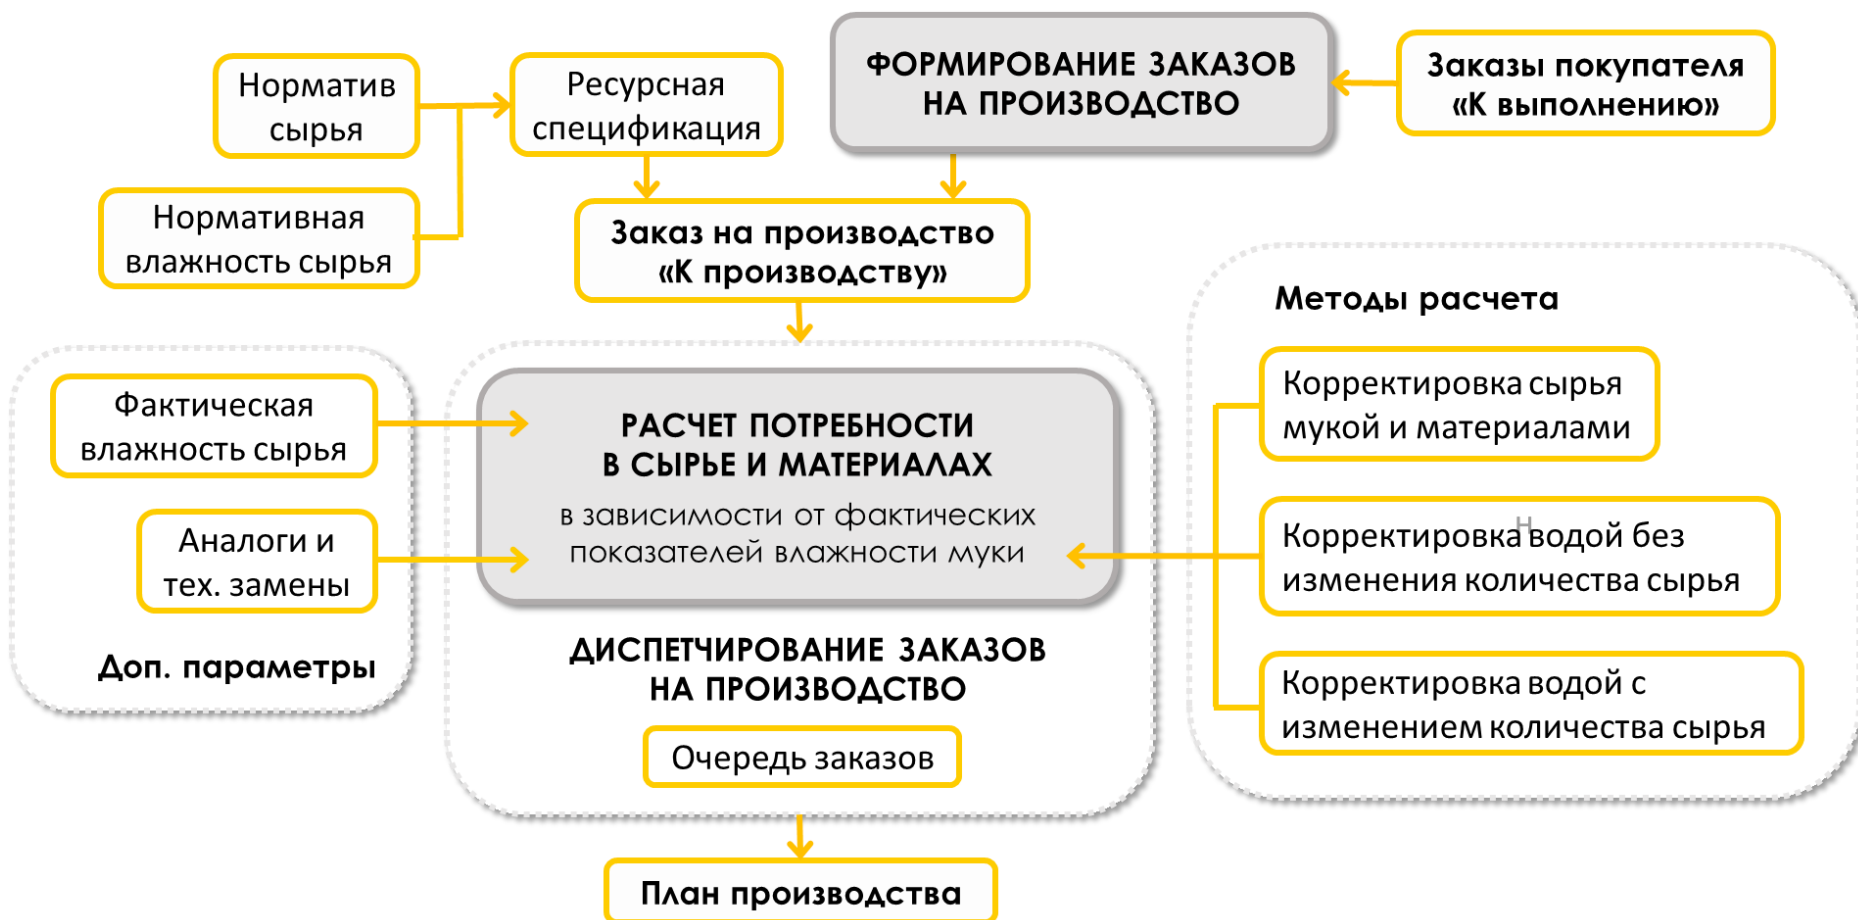 Норматив
сырья
Ресурсная
спецификация
ФОРМИРОВАНИЕ ЗАКАЗОВ
НА ПРОИЗВОДСТВО
Заказы покупателя
«К выполнению»
Нормативная
влажность сырья
Заказ на производство
«К производству»
Методы расчета
Фактическая
влажность сырья
Аналоги и
тех. замены
Доп. параметры
РАСЧЕТ ПОТРЕБНОСТИ
В СЫРЬЕ И МАТЕРИАЛАХ
в зависимости от фактических
показателей влажности муки
ДИСПЕТЧИРОВАНИЕ ЗАКАЗОВ
НА ПРОИЗВОДСТВО
Очередь заказов
Корректировка сырья
мукой и материалами
Корректировка водой без
изменения количества сырья
н
Корректировка водой с
изменением количества сырья
План производства